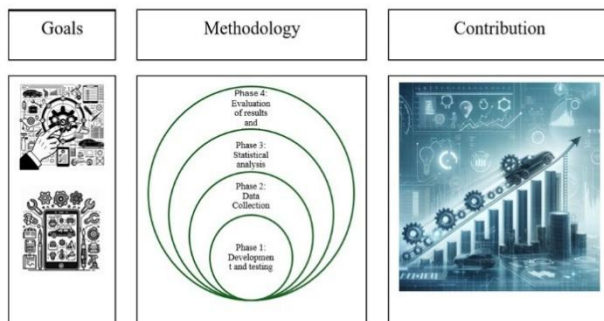 Goals
Methodology
Contribution
Phase 4:
Evaluation
of results
and
Phase 3:
Statistical
analysis
Phase 2:
Data
Collection
Phase 1:
Developmen
t and testing